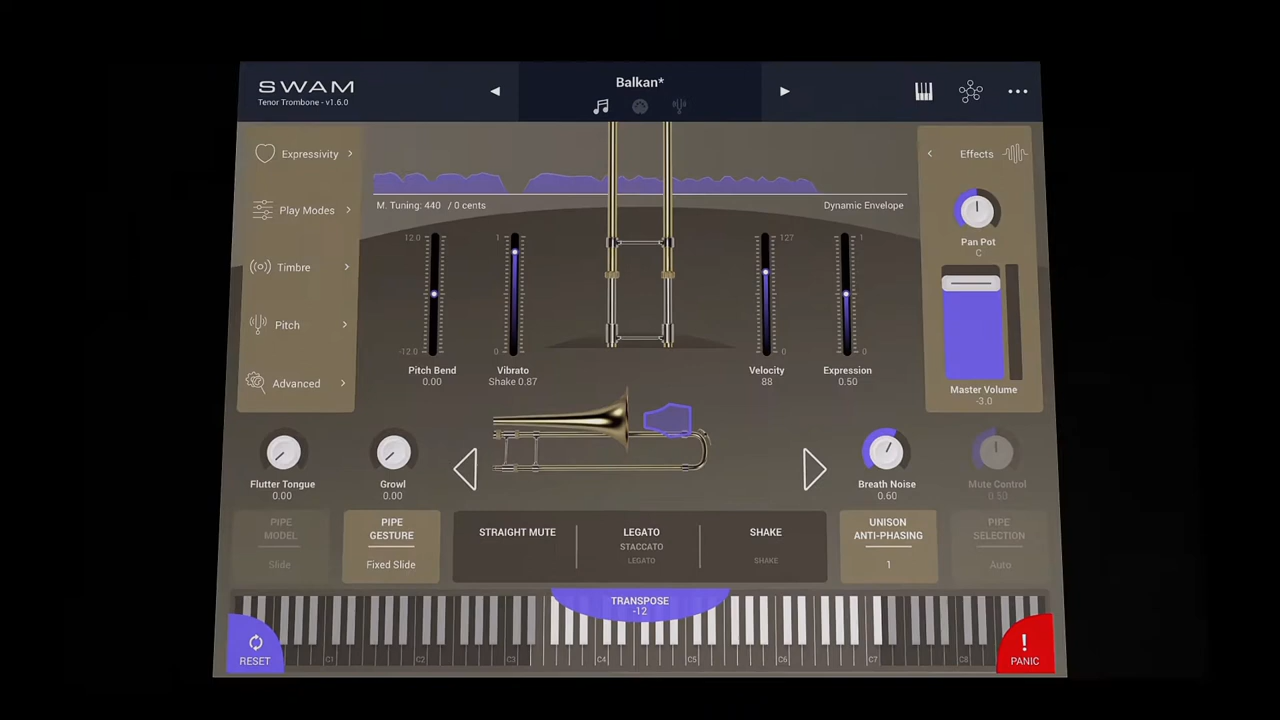 SWAM
Tenor Trombone - v1.6.0
Balkan*
Expressivity
Play Modes
Timbre
Pitch
Advanced
M. Tuning: 440 / 0 cents
Dynamic Envelope
12.0
-12.0
Pitch Bend
0.00
1
0
Vibrato
Shake 0.87
127
0
Velocity
88
1
0
Expression
0.50
Effects
Pan Pot
C
Master Volume
-3.0
Flutter Tongue
0.00
Growl
0.00
Breath Noise
0.60
Mute Control
0.50
PIPE
MODEL
Slide
PIPE
GESTURE
Fixed Slide
STRAIGHT MUTE
LEGATO
STACCATO
LEGATO
SHAKE
SHAKE
UNISON
ANTI-PHASING
1
PIPE
SELECTION
Auto
TRANSPOSE
-12
C1
C2
C3
C4
C5
C6
C7
C8
RESET
!
PANIC